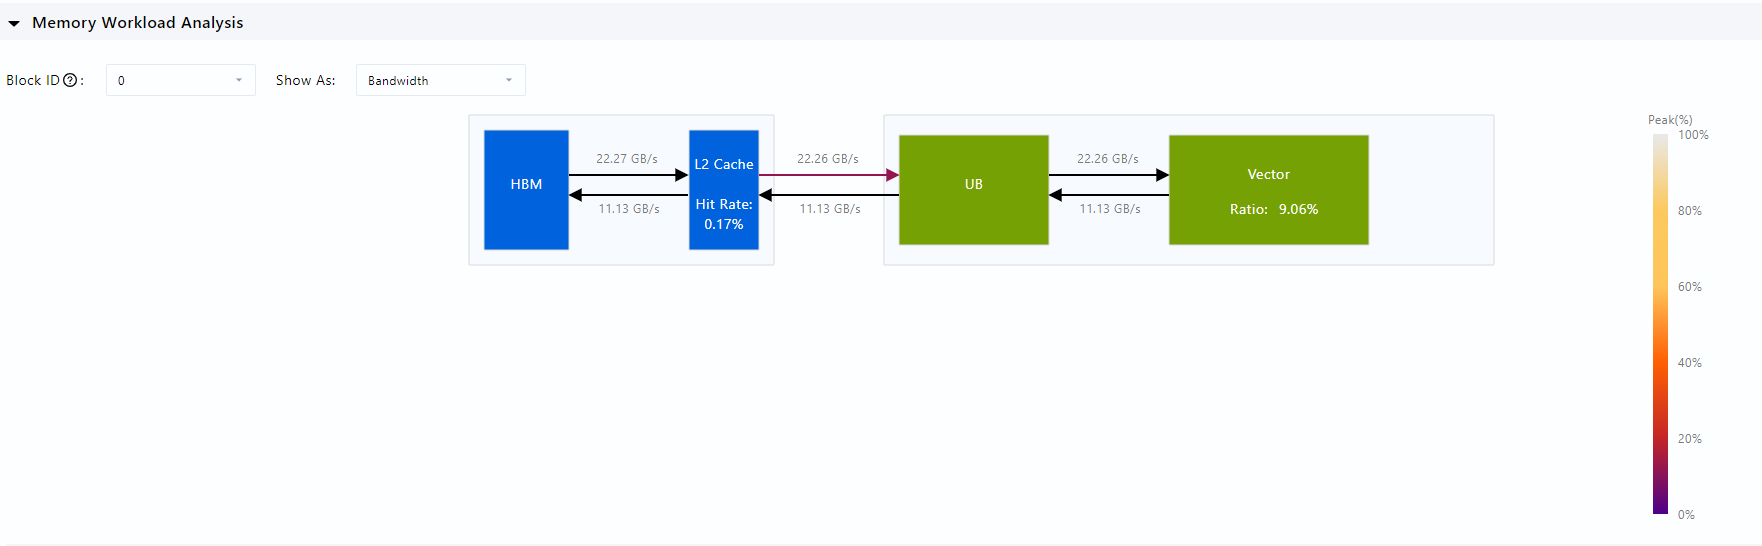 Memory Workload Analysis
Block ID ? : 0 Show As: Bandwidth
Peak(%)
100%
80%
60%
40%
20%
0%
HBM
22.27 GB/s
11.13 GB/s
L2 Cache
Hit Rate:
0.17%
22.26 GB/s
11.13 GB/s
UB
22.26 GB/s
11.13 GB/s
Vector
Ratio: 9.06%